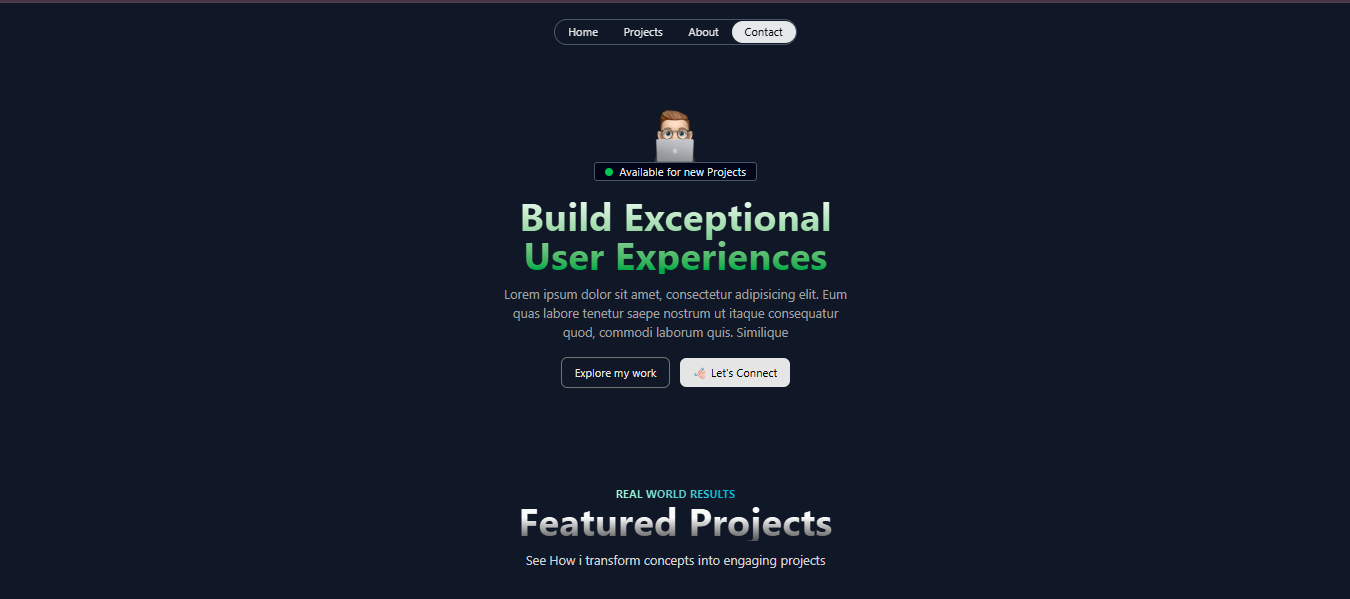 Home Projects About Contact
Available for new Projects
Build Exceptional
User Experiences
Lorem ipsum dolor sit amet, consectetur adipisicing elit. Eum
quas labore tenetur saepe nostrum ut itaque consequatur
quod, commodi laborum quis. Similique
Explore my work Let's Connect
REAL WORLD RESULTS
Featured Projects
See How i transform concepts into engaging projects